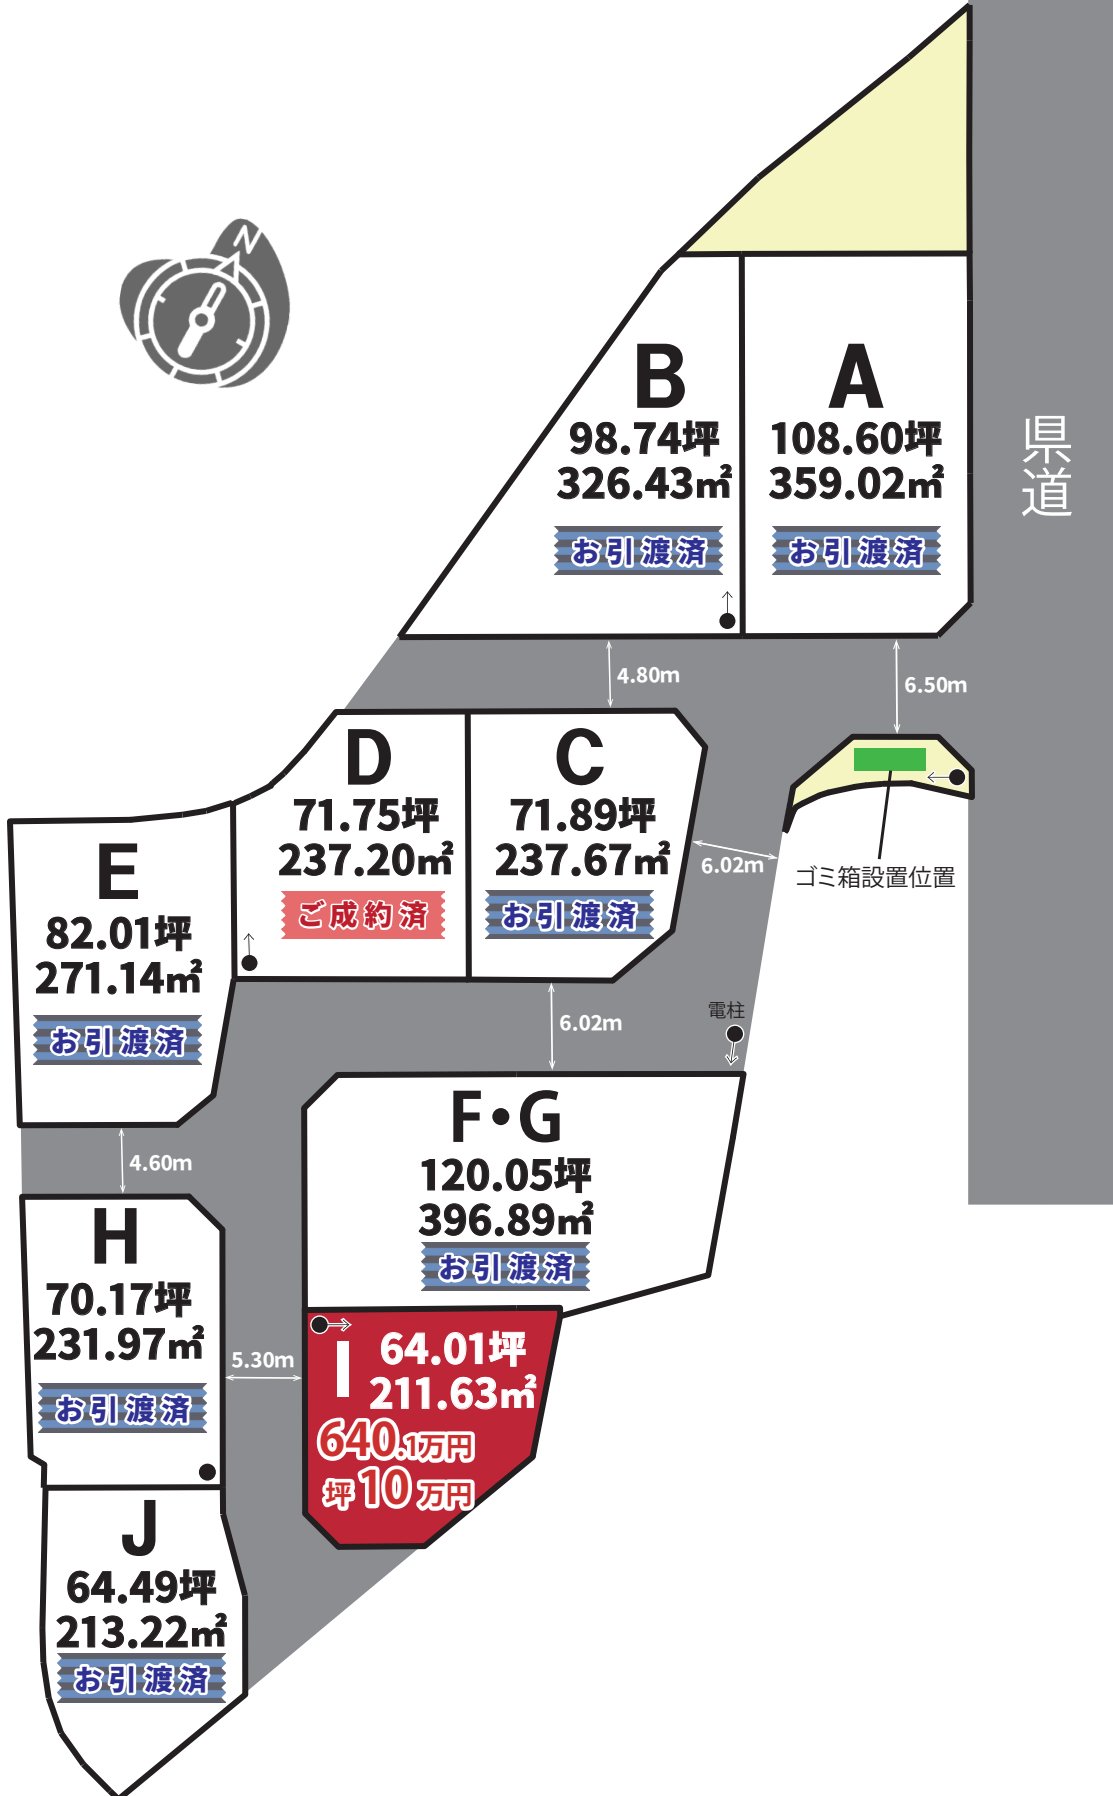 N
B
98.74坪
326.43㎡
お引渡済
A
108.60坪
359.02㎡
お引渡済
県道
4.80m
6.50m
D
71.75坪
237.20㎡
ご成約済
C
71.89坪
237.67㎡
お引渡済
6.02m
ゴミ箱設置位置
E
82.01坪
271.14㎡
お引渡済
6.02m
電柱
F・G
120.05坪
396.89㎡
お引渡済
4.60m
H
70.17坪
231.97㎡
お引渡済
5.30m
I
64.01坪
211.63㎡
640.1万円
坪10万円
J
64.49坪
213.22㎡
お引渡済